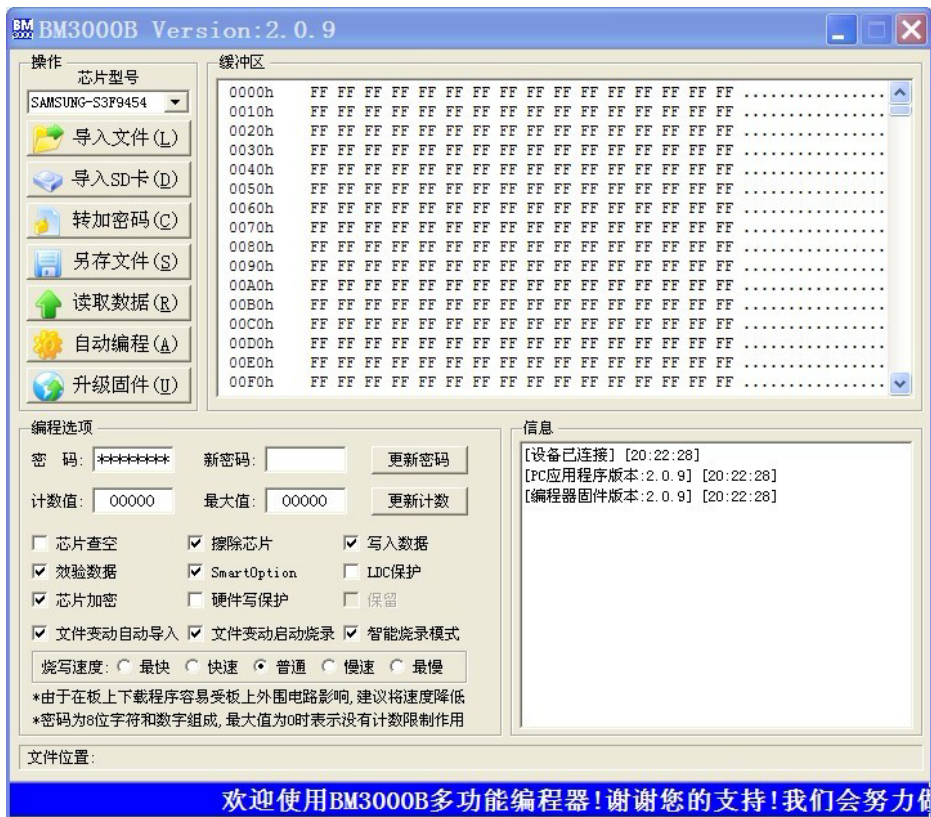 BM3000B Version:2.0.9
操作
芯片型号
SAMSUNG-S3F9454
导入文件(L)
导入SD卡(D)
转加密码(C)
另存文件(S)
读取数据(R)
自动编程(A)
升级固件(U)
缓冲区
0000h FF FF FF FF FF FF FF FF FF FF FF FF FF FF FF FF ................
0010h FF FF FF FF FF FF FF FF FF FF FF FF FF FF FF FF ................
0020h FF FF FF FF FF FF FF FF FF FF FF FF FF FF FF FF ................
0030h FF FF FF FF FF FF FF FF FF FF FF FF FF FF FF FF ................
0040h FF FF FF FF FF FF FF FF FF FF FF FF FF FF FF FF ................
0050h FF FF FF FF FF FF FF FF FF FF FF FF FF FF FF FF ................
0060h FF FF FF FF FF FF FF FF FF FF FF FF FF FF FF FF ................
0070h FF FF FF FF FF FF FF FF FF FF FF FF FF FF FF FF ................
0080h FF FF FF FF FF FF FF FF FF FF FF FF FF FF FF FF ................
0090h FF FF FF FF FF FF FF FF FF FF FF FF FF FF FF FF ................
00A0h FF FF FF FF FF FF FF FF FF FF FF FF FF FF FF FF ................
00B0h FF FF FF FF FF FF FF FF FF FF FF FF FF FF FF FF ................
00C0h FF FF FF FF FF FF FF FF FF FF FF FF FF FF FF FF ................
00D0h FF FF FF FF FF FF FF FF FF FF FF FF FF FF FF FF ................
00E0h FF FF FF FF FF FF FF FF FF FF FF FF FF FF FF FF ................
00F0h FF FF FF FF FF FF FF FF FF FF FF FF FF FF FF FF ................
编程选项
密 码: ******** 新密码: 更新密码
计数值: 00000 最大值: 00000 更新计数
芯片查空 擦除芯片 写入数据
效验数据 SmartOption LDC保护
芯片加密 硬件写保护 保留
文件变动自动导入 文件变动启动烧录 智能烧录模式
烧写速度: 最快 快速 普通 慢速 最慢
*由于在板上下载程序容易受板上外围电路影响,建议将速度降低
*密码为8位字符和数字组成,最大值为0时表示没有计数限制作用
信息
[设备已连接] [20:22:28]
[PC应用程序版本:2.0.9] [20:22:28]
[编程器固件版本:2.0.9] [20:22:28]
文件位置:
欢迎使用BM3000B多功能编程器!谢谢您的支持!我们会努力